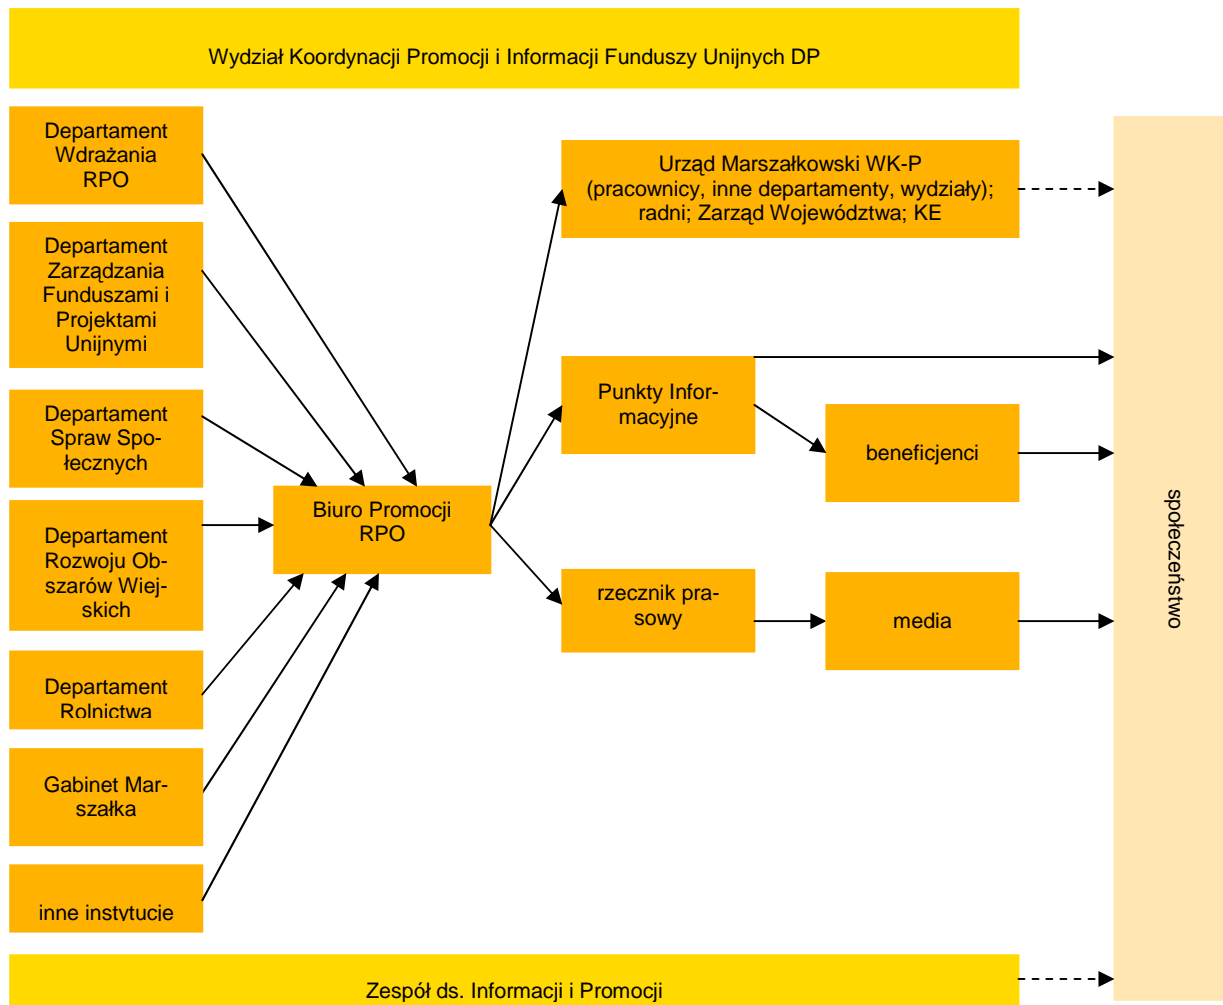 Wydział Koordynacji Promocji i Informacji Funduszy Unijnych DP
Departament
Wdrażania
RPO
Departament
Zarządzania
Funduszami i
Projektami
Unijnymi
Departament
Spraw Spo-
łecznych
Departament
Rozwoju Ob-
szarów Wiej-
skich
Departament
Rolnictwa
Gabinet Mar-
szałka
inne instytucje
Biuro Promocji
RPO
Urząd Marszałkowski WK-P
(pracownicy, inne departamenty, wydziały);
radni; Zarząd Województwa; KE
Punkty Infor-
macyjne
beneficjenci
rzecznik pra-
sowy
media
społeczeństwo
Zespół ds. Informacji i Promocji